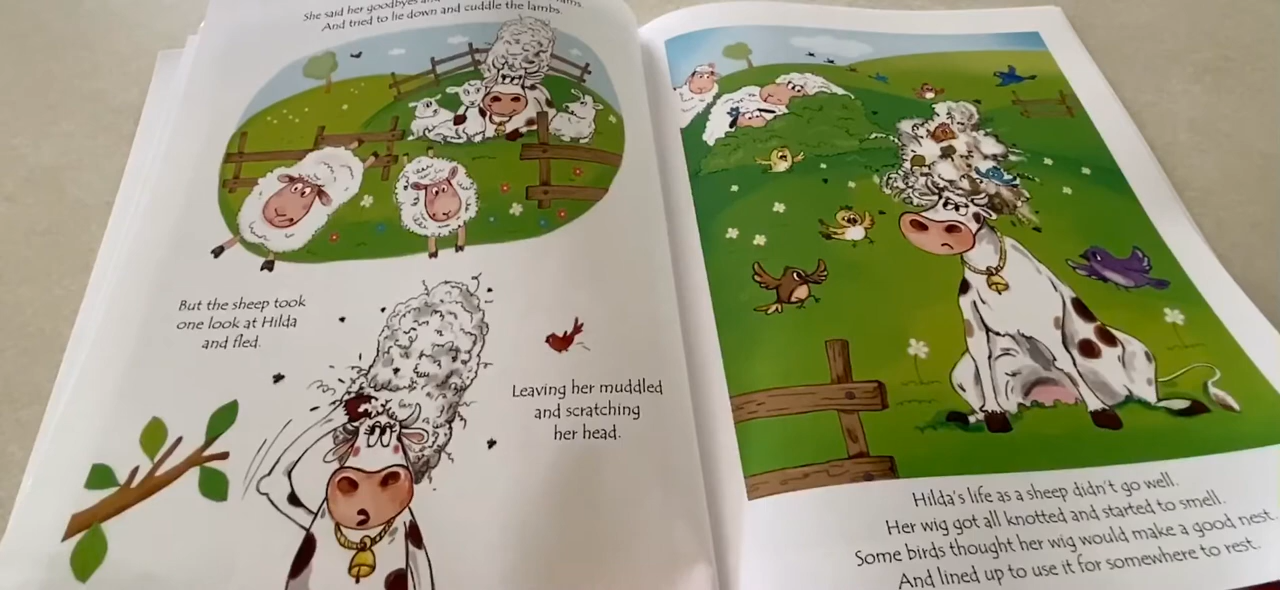 She said her goodbyes
And tried to lie down and cuddle the lambs.
But the sheep took
one look at Hilda
and fled.
Leaving her muddled
and scratching
her head.
Hilda's life as a sheep didn't go well.
Her wig got all knotted and started to smell.
Some birds thought her wig would make a good nest
And lined up to use it for somewhere to rest.